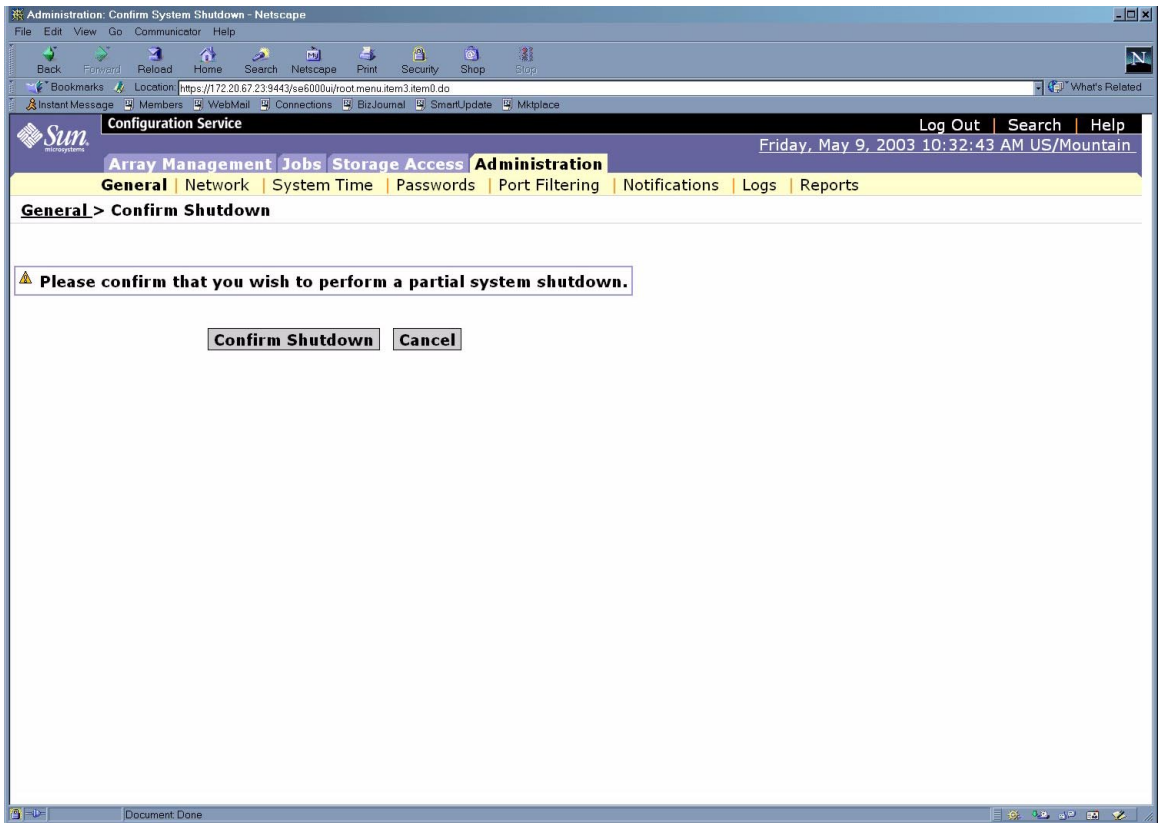 Administration: Confirm System Shutdown - Netscape
File Edit View Go Communicator Help
Back Forward Reload Home Search Netscape Print Security Shop Stop
Bookmarks Location: https://172.20.67.23:9443/se6000ui/root.menu.item3.item0.do What's Related
Instant Message Members WebMail Connections BizJournal SmartUpdate Mktplace
Sun microsystems
Configuration Service
Log Out | Search | Help
Friday, May 9, 2003 10:32:43 AM US/Mountain
Array Management Jobs Storage Access Administration
General | Network | System Time | Passwords | Port Filtering | Notifications | Logs | Reports
General > Confirm Shutdown
Please confirm that you wish to perform a partial system shutdown.
Confirm Shutdown Cancel
Document: Done